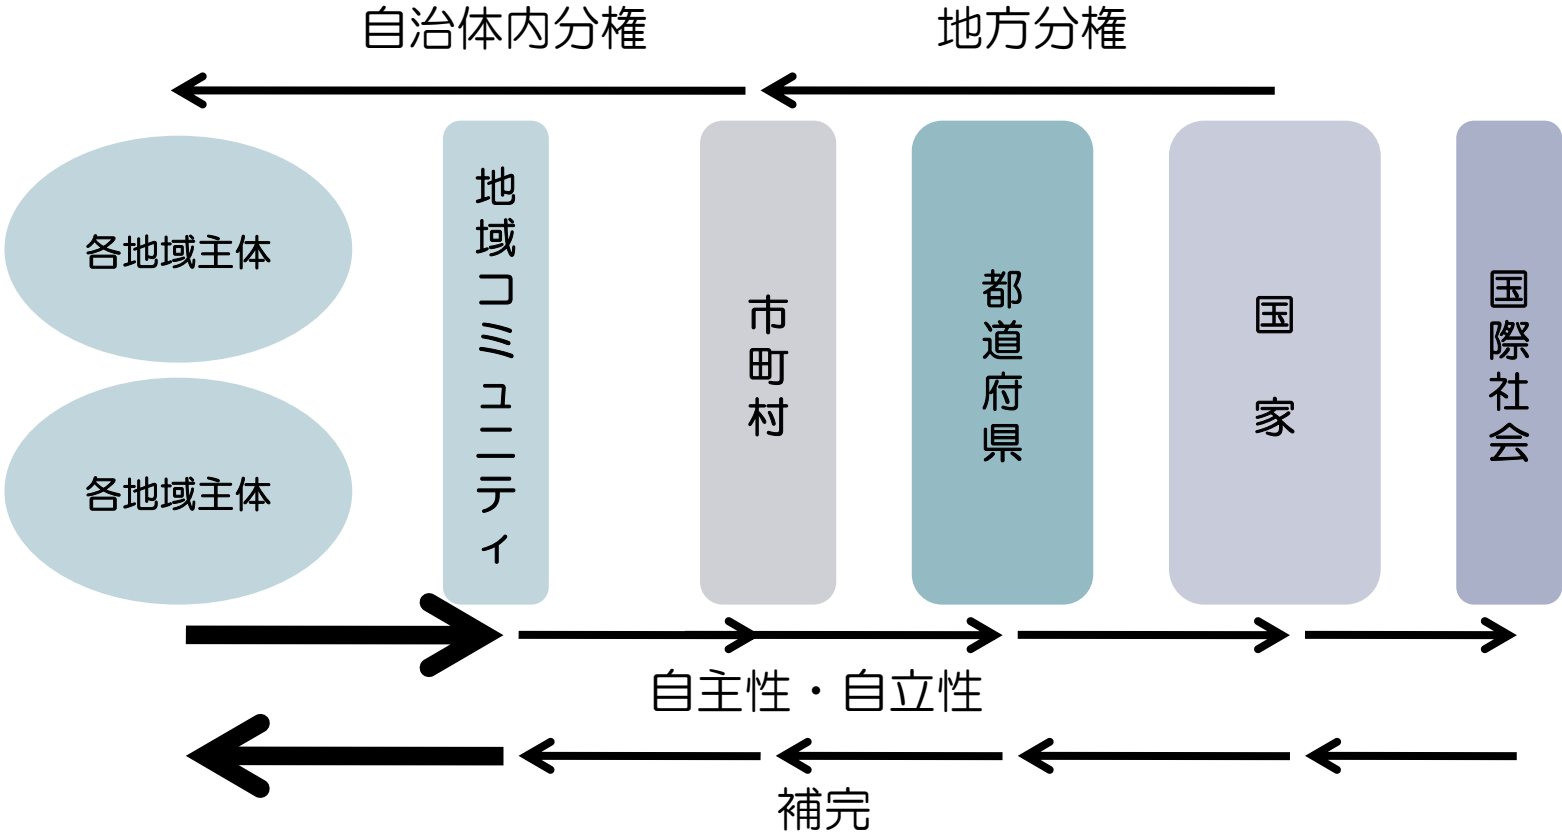 自治体内分権
地方分権
各地域主体
各地域主体
地域コミュニティ
市町村
都道府県
国家
国際社会
自主性・自立性
補完